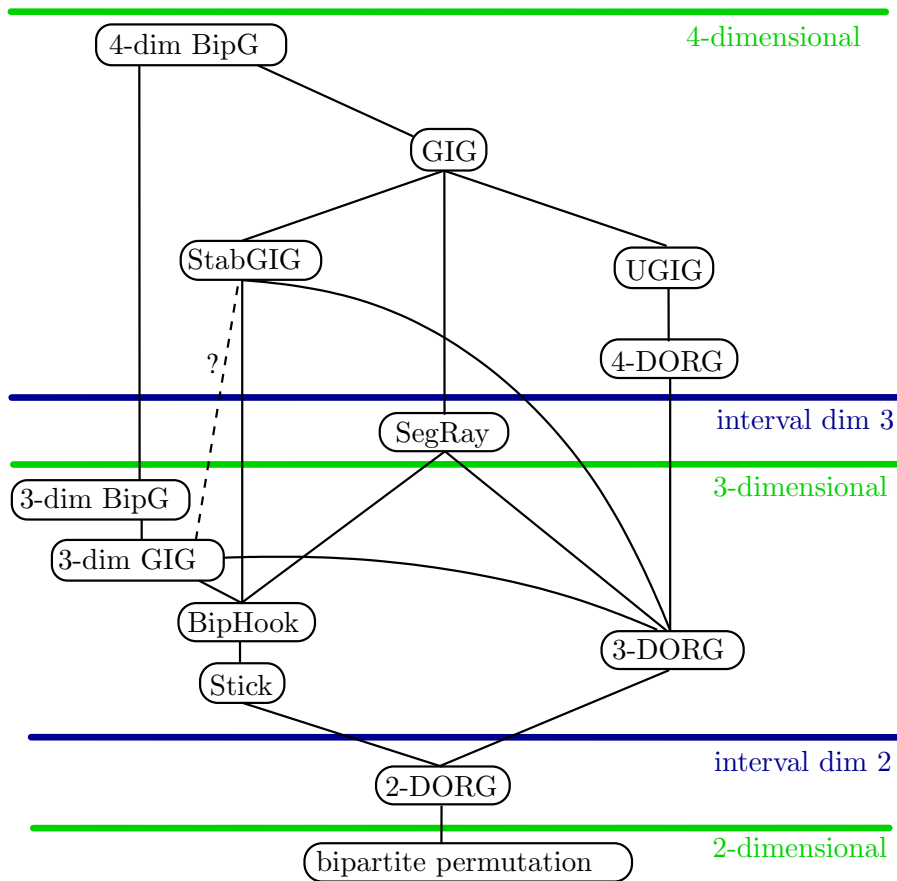 4-dim BipG
4-dimensional
GIG
StabGIG
UGIG
?
4-DORG
interval dim 3
SegRay
3-dim BipG
3-dimensional
3-dim GIG
BipHook
3-DORG
Stick
interval dim 2
2-DORG
2-dimensional
bipartite permutation